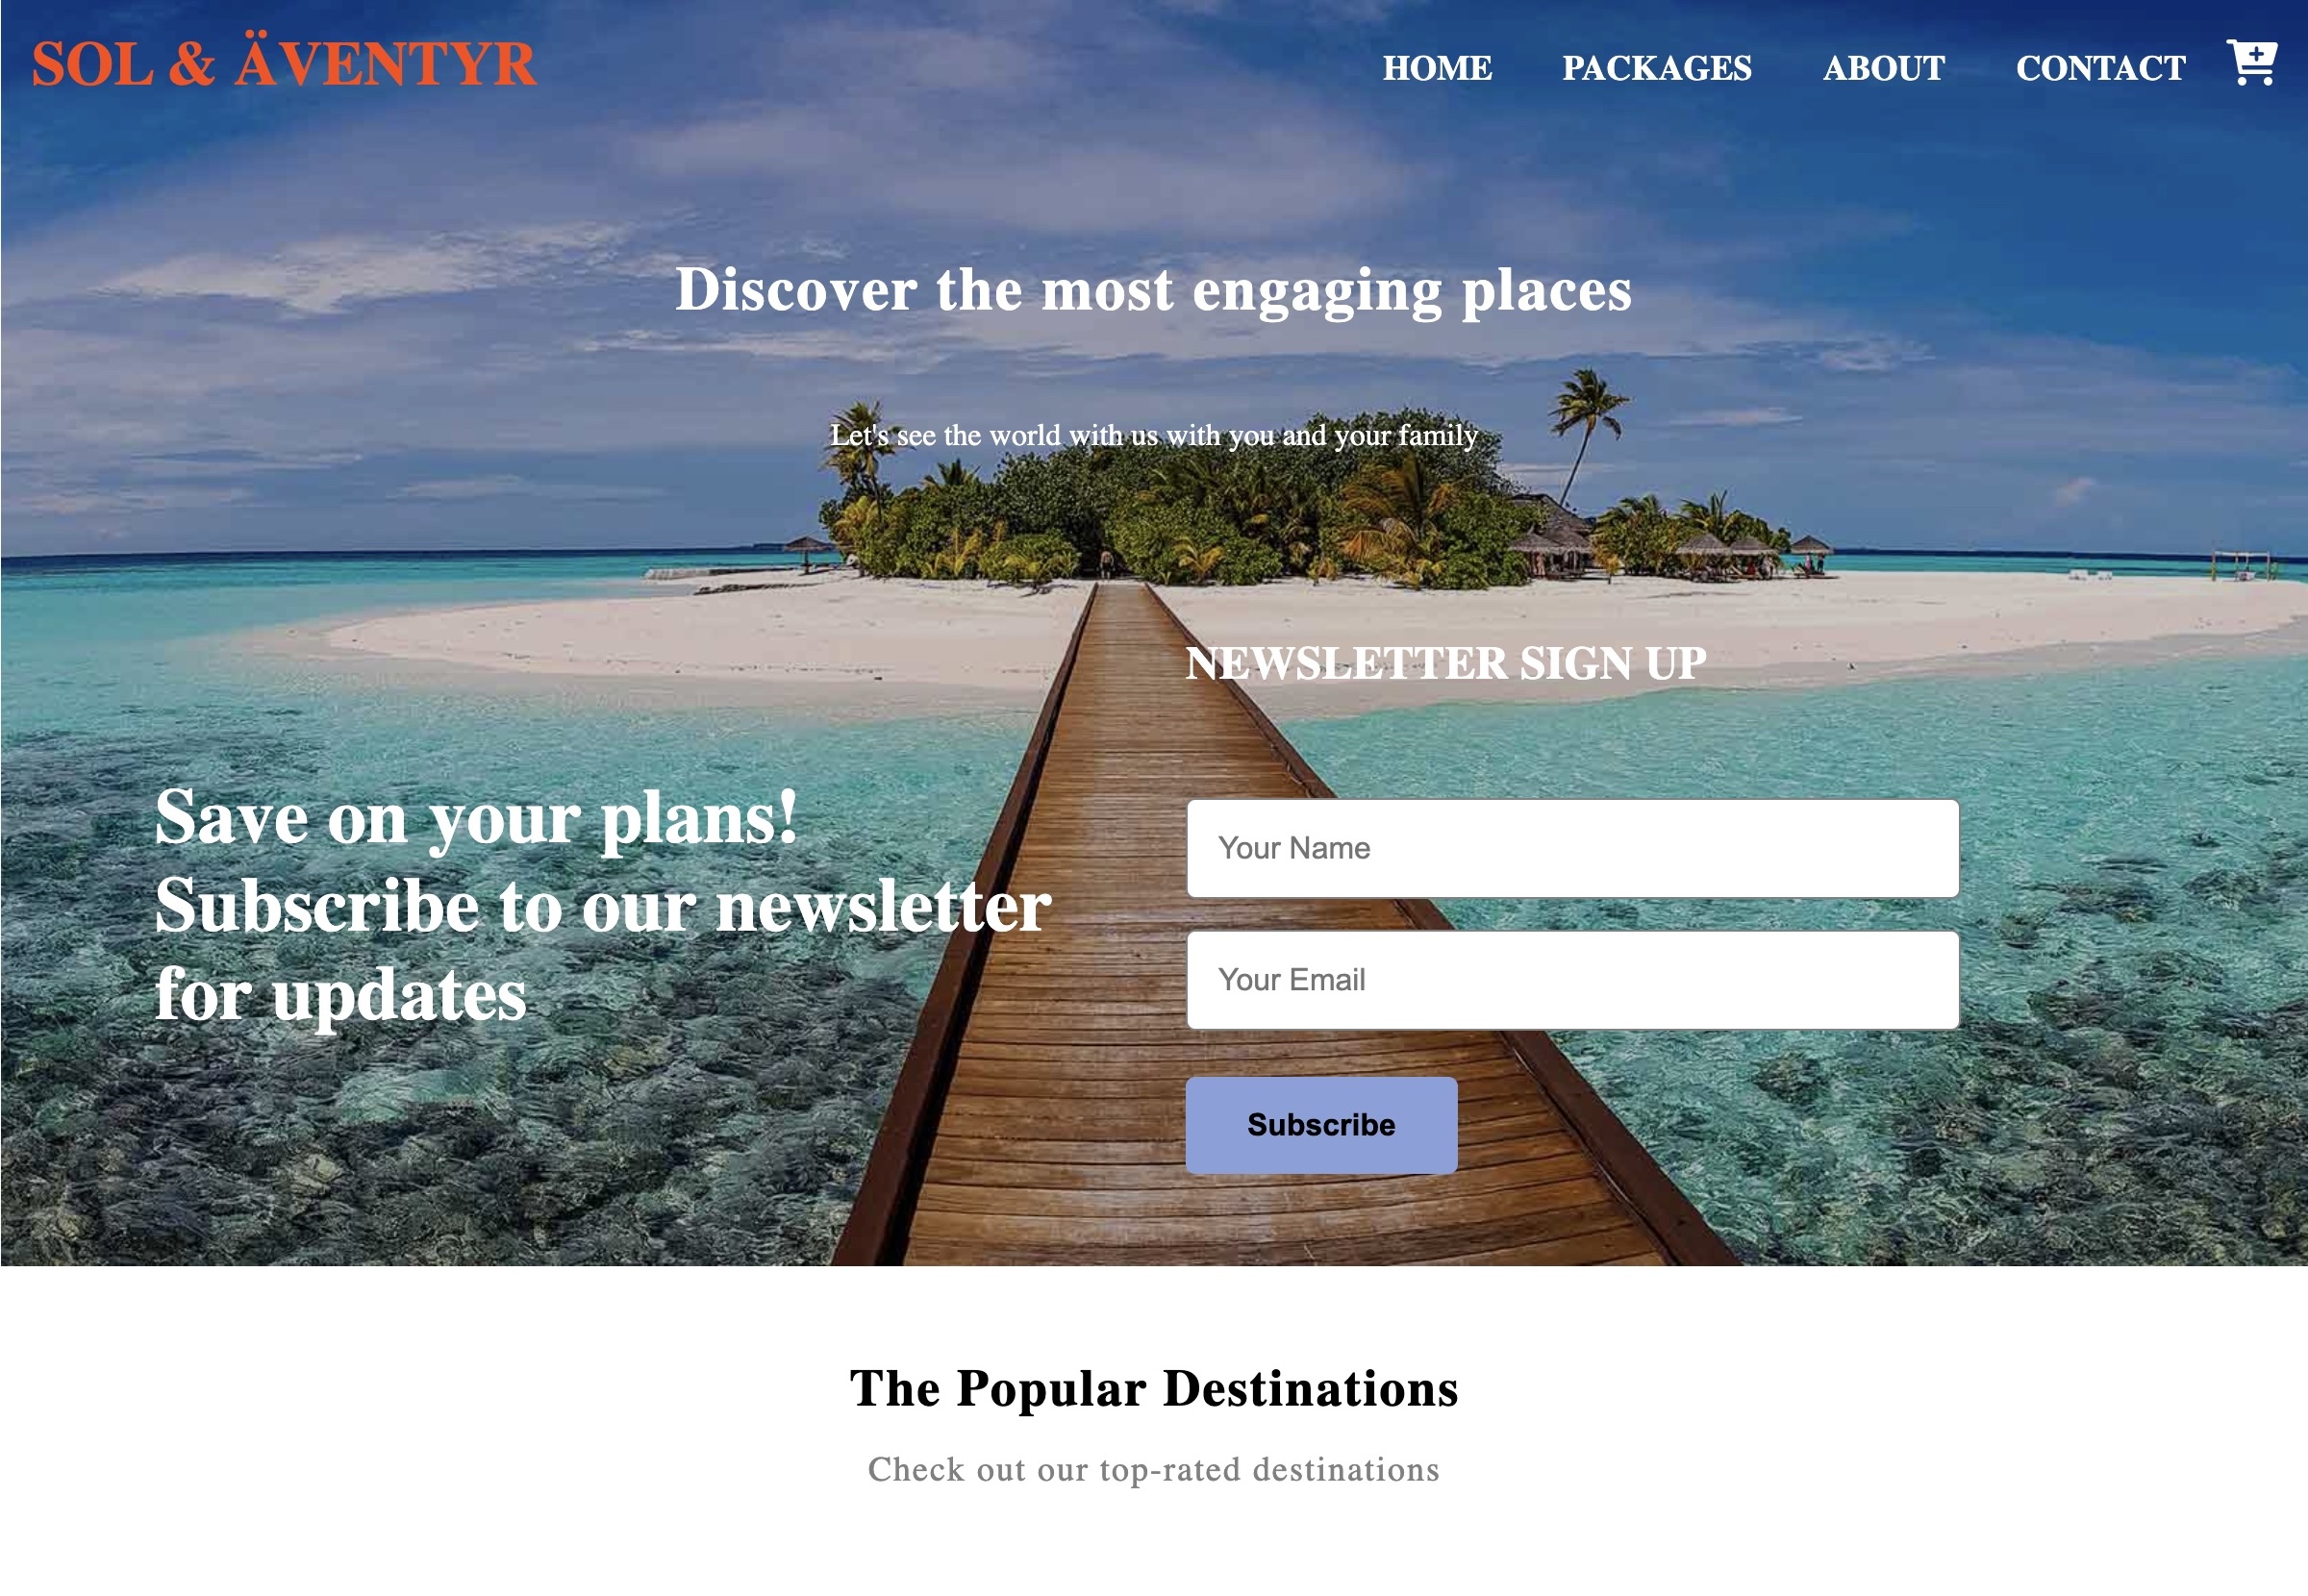 SOL & ÄVENTYR
HOME PACKAGES ABOUT CONTACT
Discover the most engaging places
Let's see the world with us with you and your family
NEWSLETTER SIGN UP
Save on your plans!
Subscribe to our newsletter
for updates
Your Name
Your Email
Subscribe
The Popular Destinations
Check out our top-rated destinations